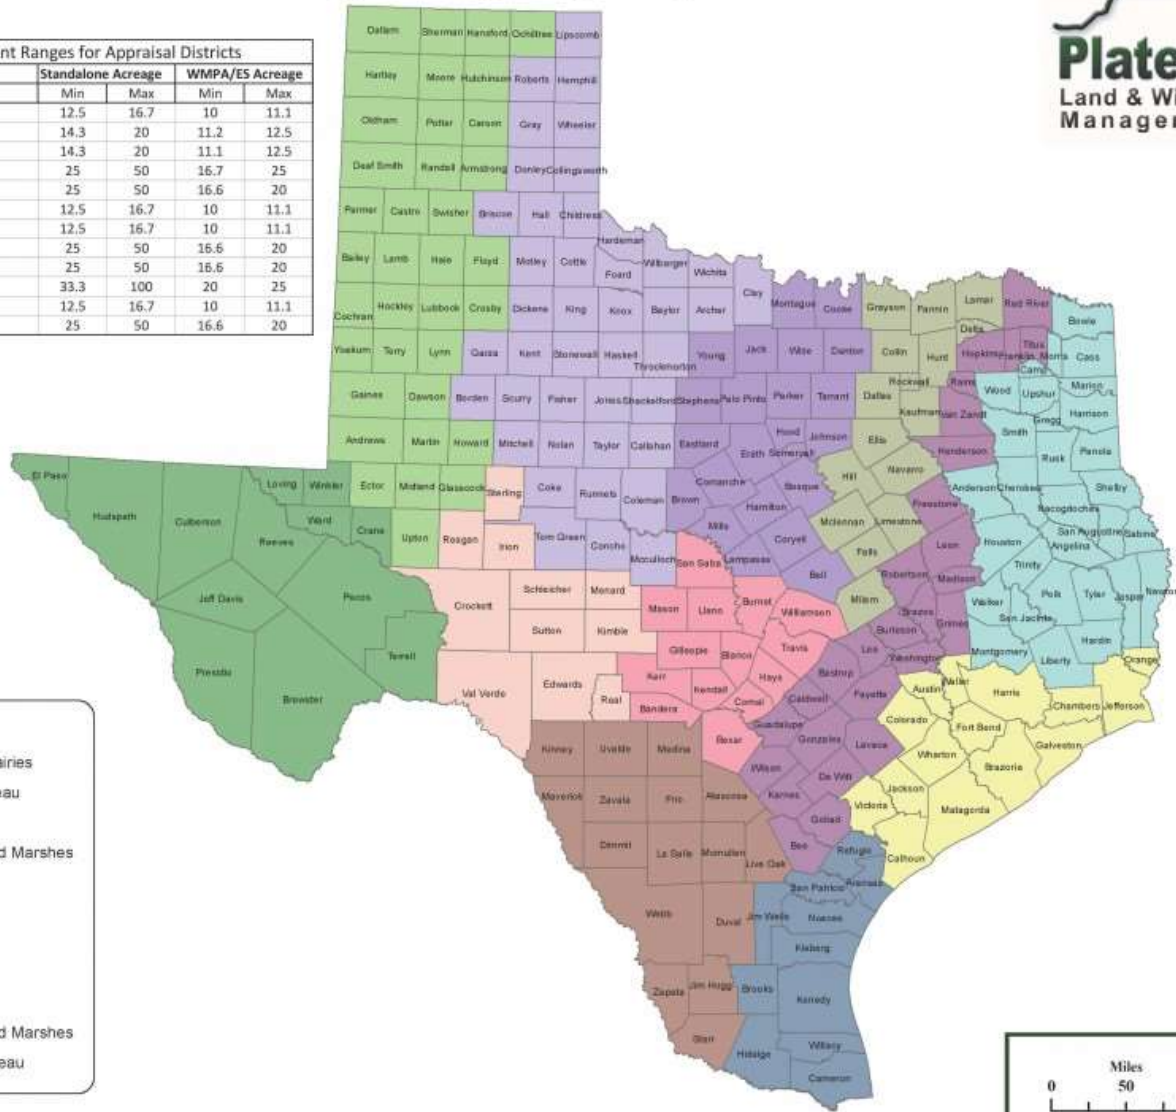 nt Ranges for Appraisal Districts
Standalone Acreage WMPA/ES Acreage
Min Max Min Max
12.5 16.7 10 11.1
14.3 20 11.2 12.5
14.3 20 11.1 12.5
25 50 16.7 25
25 50 16.6 20
12.5 16.7 10 11.1
12.5 16.7 10 11.1
25 50 16.6 20
25 50 16.6 20
33.3 100 20 25
12.5 16.7 10 11.1
25 50 16.6 20
Plate
Land & Wi
Manager
Dallam Sherman Hansford Ochiltree Lipscomb
Hartley Moore Hutchinson Roberts Hemphill
Oldham Potter Carson Gray Wheeler
Deaf Smith Randall Armstrong Donley Collingsworth
Parmer Castro Swisher Briscoe Hall Childress
Hardeman
Bailey Lamb Hale Floyd Motley Cottle Foard Wilbarger Wichita
Clay Montague Cooke Grayson Fannin Lamar Red River
Cochran Hockley Lubbock Crosby Dickens King Knox Baylor Archer
Bowie
Delta
Yoakum Terry Lynn Garza Kent Stonewall Haskell Throckmorton Young Jack Wise Denton Collin Hunt Hopkins Franklin Titus Morris Cass
Camp
Gaines Dawson Borden Scurry Fisher Jones Shackelford Stephens Palo Pinto Parker Tarrant Dallas Rockwall Kaufman Rains Van Zandt Wood Upshur Marion
Gregg Harrison
Andrews Martin Howard Mitchell Nolan Taylor Callahan Eastland Erath Hood Somervell Johnson Ellis Henderson Smith Rusk Panola
El Paso Loving Winkler Ector Midland Glasscock Sterling Coke Runnels Coleman Brown Comanche Bosque Hill Navarro Anderson Cherokee Shelby
Hudspeth Culberson Reeves Ward Crane Upton Reagan Irion Tom Green Concho Mcculloch Mills Hamilton Coryell Mclennan Limestone Freestone Nacogdoches
San Augustine Sabine
Houston Angelina
San Saba Lampasas Bell Falls Leon Trinity
Jeff Davis Pecos Crockett Schleicher Menard Mason Llano Burnet Williamson Milam Robertson Madison Walker Polk Tyler Jasper Newton
Sutton Kimble Brazos Grimes San Jacinto
Terrell Gillespie Blanco Travis Burleson Lee Washington Montgomery Liberty Hardin Orange
Presidio Brewster Val Verde Edwards Real Kerr Kendall Hays Bastrop Fayette Austin Waller Harris Chambers Jefferson
Bandera Comal Caldwell Colorado Fort Bend
Kinney Uvalde Medina Bexar Guadalupe Gonzales Lavaca Wharton Galveston
Wilson Brazoria
Maverick Zavala Frio Atascosa Karnes De Witt Victoria Jackson Matagorda
Goliad
Dimmit La Salle Mcmullen Live Oak Bee Refugio Calhoun
San Patricio Aransas
Webb Duval Jim Wells Nueces
Kleberg
Zapata Jim Hogg Brooks Kenedy
Starr Hidalgo Willacy
Cameron
airies
eau
d Marshes
d Marshes
eau
Miles
0 50